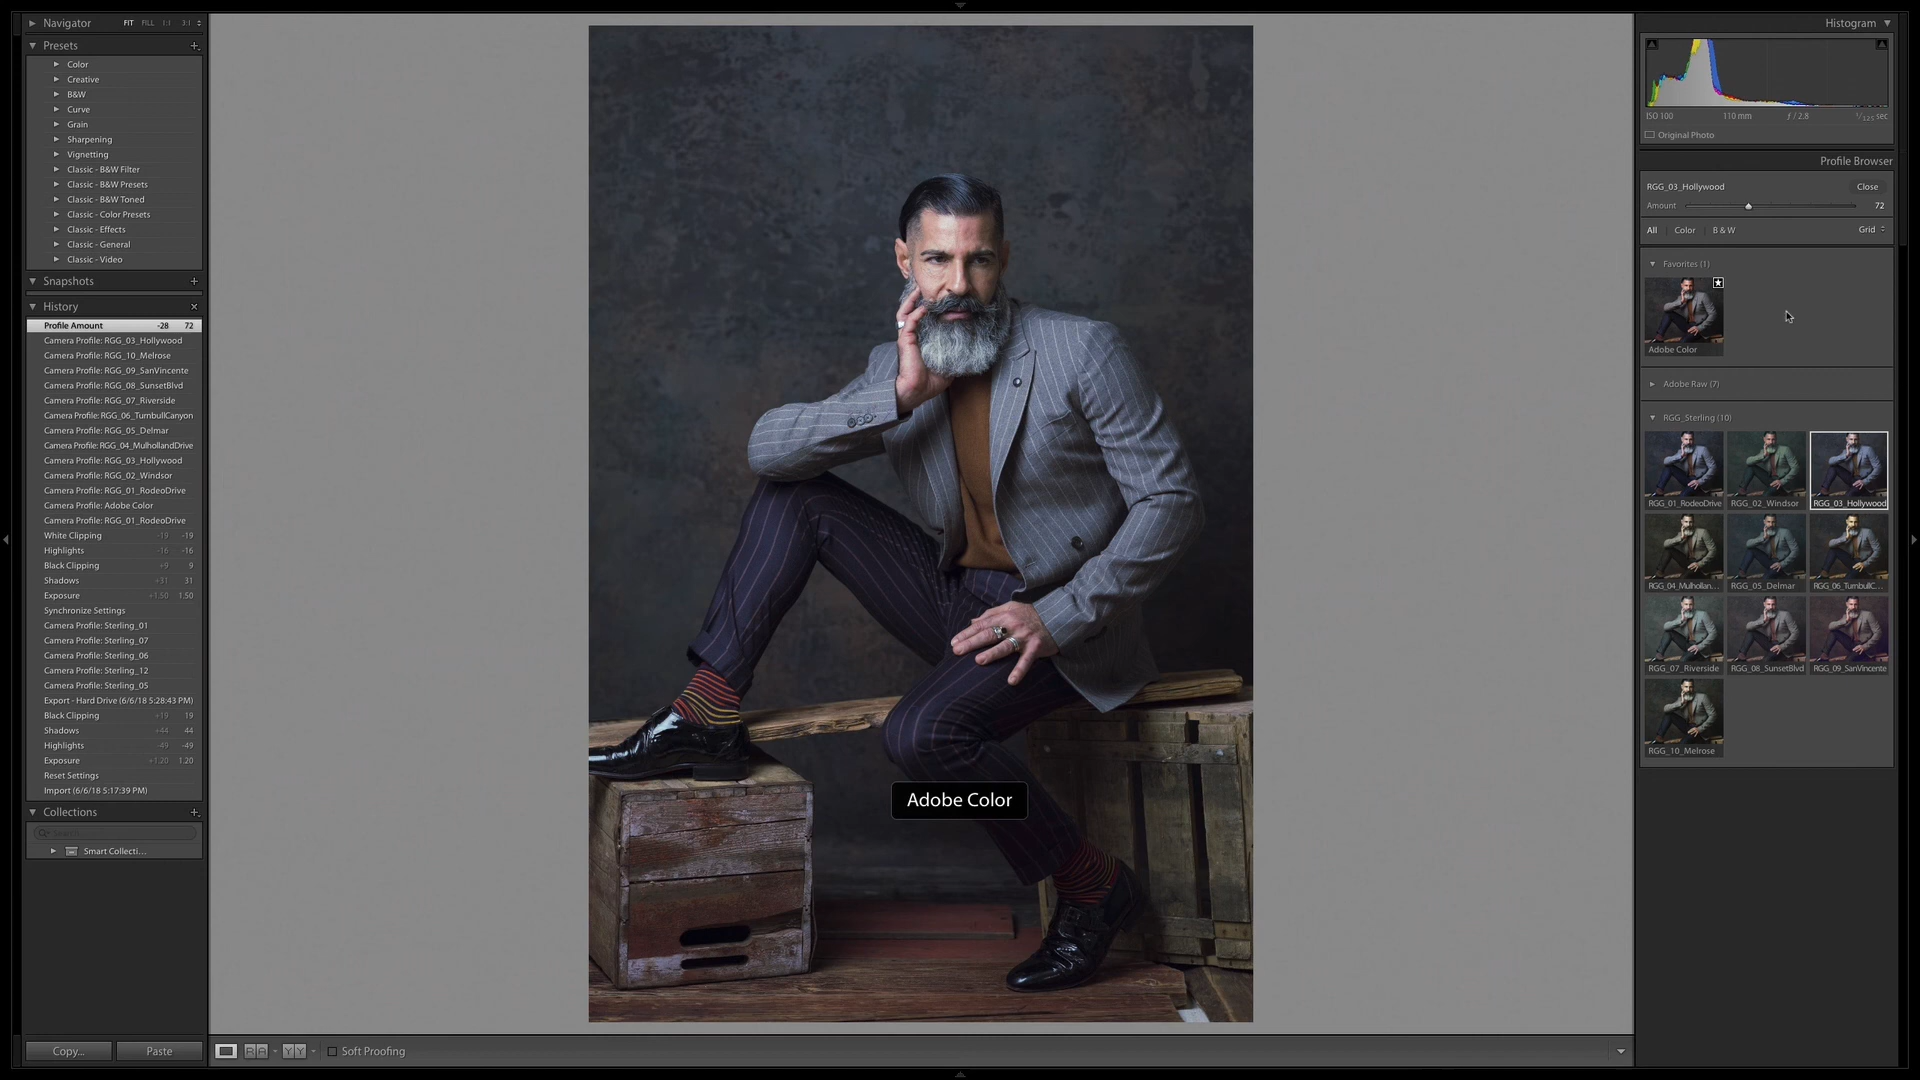 Navigator FIT FILL 1:1 3:1
Presets
Color
Creative
B&W
Curve
Grain
Sharpening
Vignetting
Classic - B&W Filter
Classic - B&W Presets
Classic - B&W Toned
Classic - Color Presets
Classic - Effects
Classic - General
Classic - Video
Snapshots
History
Profile Amount -28 72
Camera Profile: RGG_03_Hollywood
Camera Profile: RGG_10_Melrose
Camera Profile: RGG_09_SanVincente
Camera Profile: RGG_08_SunsetBlvd
Camera Profile: RGG_07_Riverside
Camera Profile: RGG_06_TurnbullCanyon
Camera Profile: RGG_05_Delmar
Camera Profile: RGG_04_MulhollandDrive
Camera Profile: RGG_03_Hollywood
Camera Profile: RGG_02_Windsor
Camera Profile: RGG_01_RodeoDrive
Camera Profile: Adobe Color
Camera Profile: RGG_01_RodeoDrive
White Clipping -19 -19
Highlights -16 -16
Black Clipping +9 9
Shadows +31 31
Exposure +1.50 1.50
Synchronize Settings
Camera Profile: Sterling_01
Camera Profile: Sterling_07
Camera Profile: Sterling_06
Camera Profile: Sterling_12
Camera Profile: Sterling_05
Export - Hard Drive (6/6/18 5:28:43 PM)
Black Clipping +19 19
Shadows +44 44
Highlights -49 -49
Exposure +1.20 1.20
Reset Settings
Import (6/6/18 5:17:39 PM)
Collections
Search
Smart Collecti...
Copy... Paste
Adobe Color
R A Y Y Soft Proofing
Histogram
ISO 100 110 mm ƒ / 2.8 1/125 sec
Original Photo
Profile Browser
RGG_03_Hollywood Close
Amount 72
All Color B & W Grid
Favorites (1)
Adobe Color
Adobe Raw (7)
RGG_Sterling (10)
RGG_01_RodeoDrive RGG_02_Windsor RGG_03_Hollywood
RGG_04_Mulhollan... RGG_05_Delmar RGG_06_TurnbullC...
RGG_07_Riverside RGG_08_SunsetBlvd RGG_09_SanVincente
RGG_10_Melrose